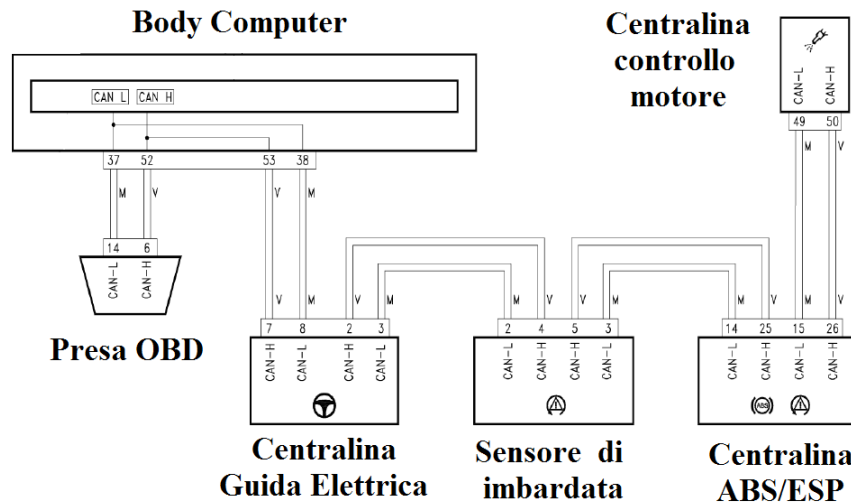 Body Computer
Centralina
controllo
motore
CAN L CAN H
CAN-L CAN-H
49 50
M V
37 52 53 38
M V V M
14 6
CAN-L CAN-H
Presa OBD
V M V M M V V M M V M V
7 8 2 3
CAN-H CAN-L CAN-H CAN-L
2 4 5 3
CAN-L CAN-H CAN-H CAN-L
14 25 15 26
CAN-L CAN-H CAN-L CAN-H
ABS
Centralina
Guida Elettrica
Sensore di
imbardata
Centralina
ABS/ESP